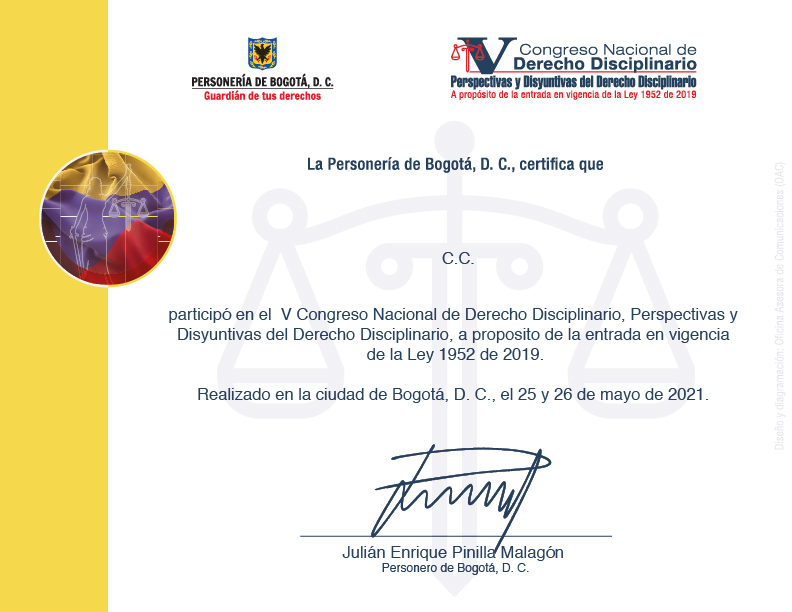 PERSONERÍA DE BOGOTÁ, D. C.
Guardián de tus derechos
V Congreso Nacional de
Derecho Disciplinario
Perspectivas y Disyuntivas del Derecho Disciplinario
A propósito de la entrada en vigencia de la Ley 1952 de 2019
La Personería de Bogotá, D. C., certifica que
C.C.
participó en el  V Congreso Nacional de Derecho Disciplinario, Perspectivas y
Disyuntivas del Derecho Disciplinario, a proposito de la entrada en vigencia
de la Ley 1952 de 2019.
Realizado en la ciudad de Bogotá, D. C., el 25 y 26 de mayo de 2021.
Julián Enrique Pinilla Malagón
Personero de Bogotá, D. C.
Diseño y diagramación: Oficina Asesora de Comunicaciones (OAC)